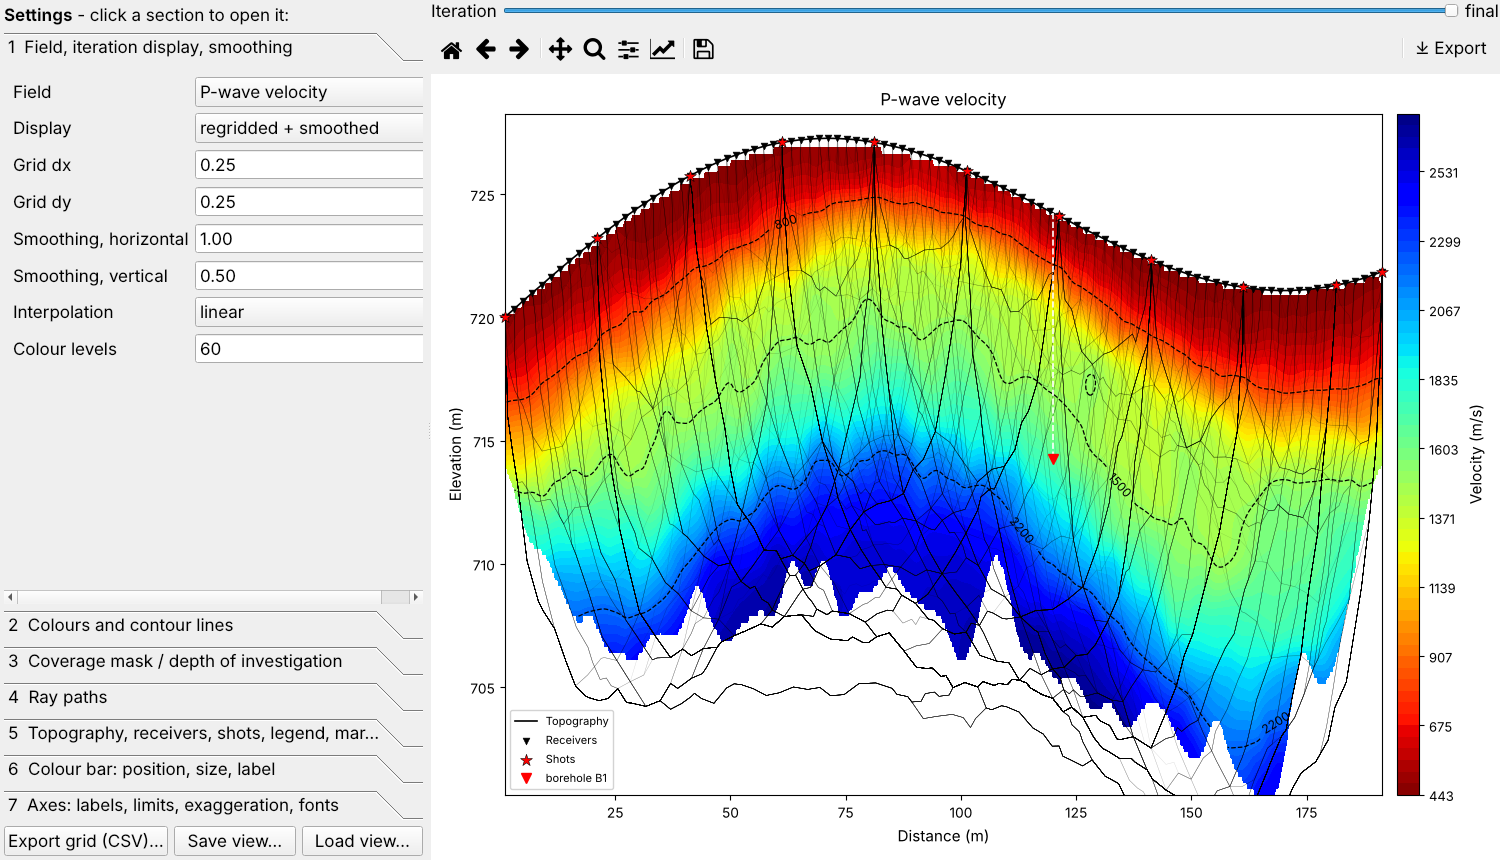 Settings - click a section to open it:
1 Field, iteration display, smoothing
Field P-wave velocity
Display regridded + smoothed
Grid dx 0.25
Grid dy 0.25
Smoothing, horizontal 1.00
Smoothing, vertical 0.50
Interpolation linear
Colour levels 60
2 Colours and contour lines
3 Coverage mask / depth of investigation
4 Ray paths
5 Topography, receivers, shots, legend, mar...
6 Colour bar: position, size, label
7 Axes: labels, limits, exaggeration, fonts
Export grid (CSV)... Save view... Load view...
Iteration final
Export
P-wave velocity
725
720
715
710
705
Elevation (m)
800
1500
2200
2200
Topography
Receivers
Shots
borehole B1
25 50 75 100 125 150 175
Distance (m)
2531
2299
2067
1835
1603
1371
1139
907
675
443
Velocity (m/s)